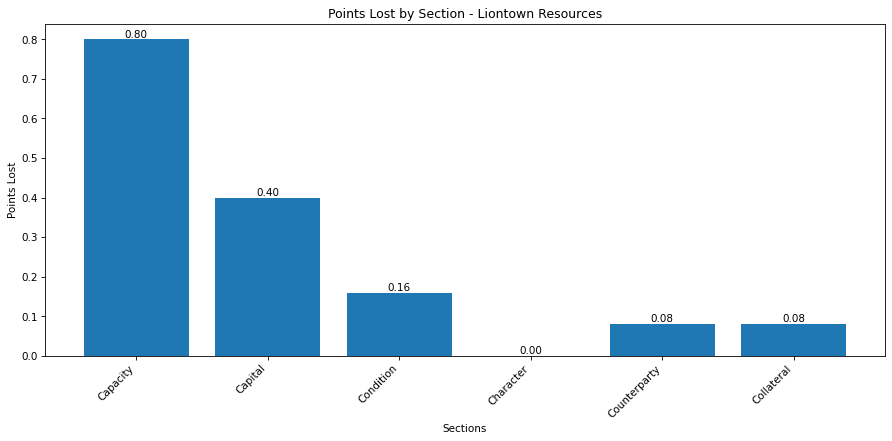 Points Lost by Section - Liontown Resources
Points Lost
0.8
0.7
0.6
0.5
0.4
0.3
0.2
0.1
0.0
0.80
0.40
0.16
0.00
0.08
0.08
Capacity
Capital
Condition
Character
Counterparty
Collateral
Sections